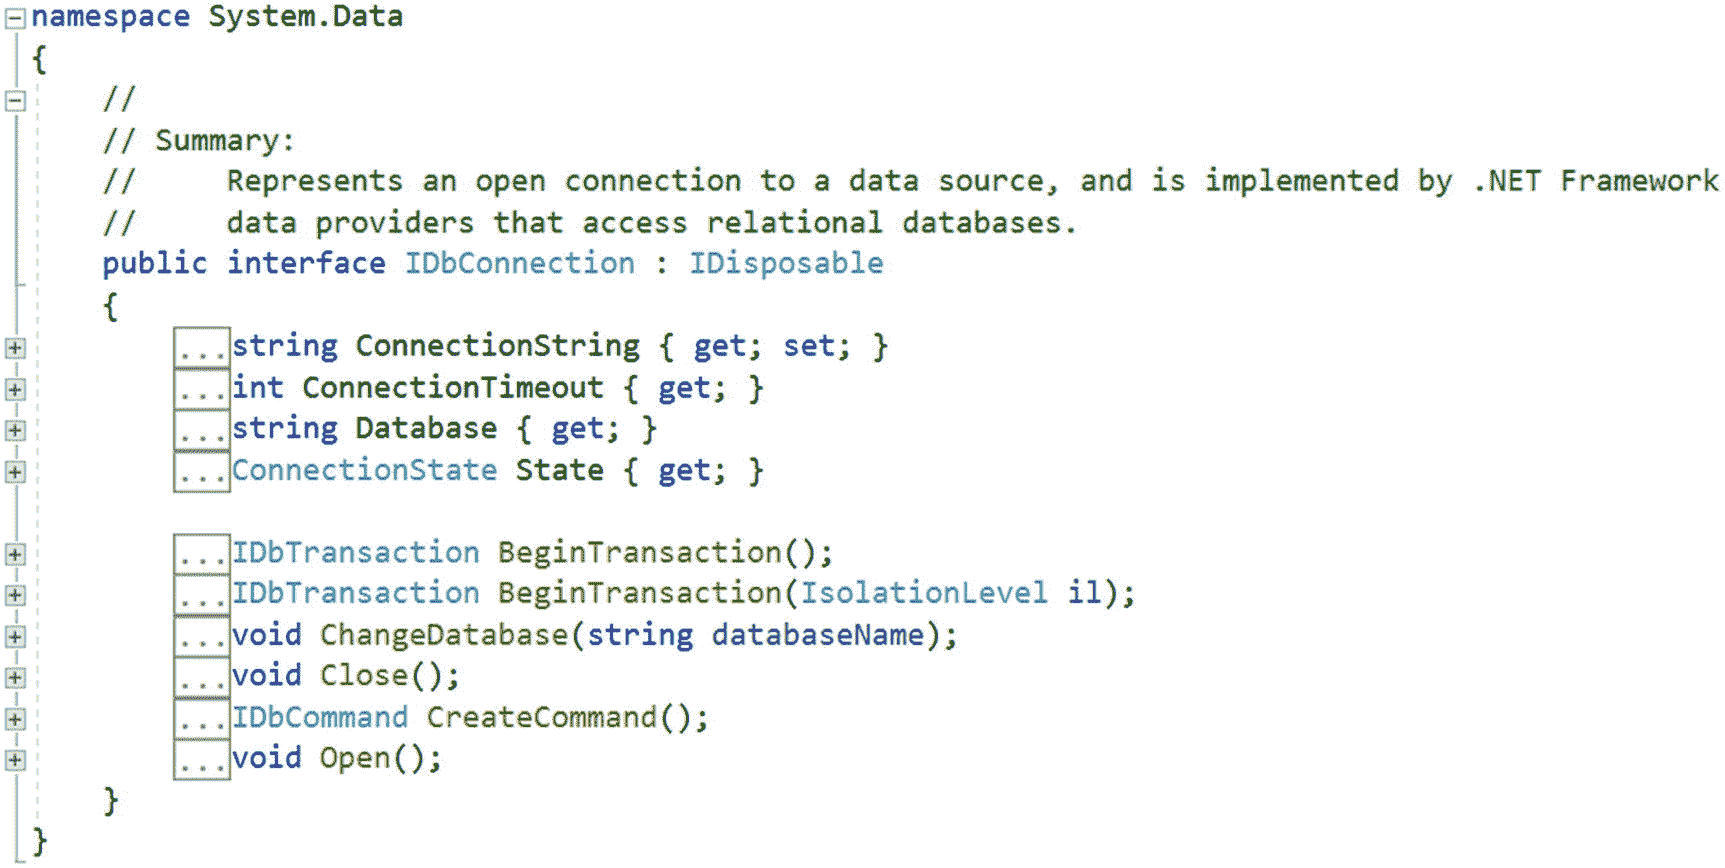 namespace System.Data
{
//
// Summary:
//     Represents an open connection to a data source, and is implemented by .NET Framework
//     data providers that access relational databases.
public interface IDbConnection : IDisposable
{
...string ConnectionString { get; set; }
...int ConnectionTimeout { get; }
...string Database { get; }
...ConnectionState State { get; }
...IDbTransaction BeginTransaction();
...IDbTransaction BeginTransaction(IsolationLevel il);
...void ChangeDatabase(string databaseName);
...void Close();
...IDbCommand CreateCommand();
...void Open();
}
}